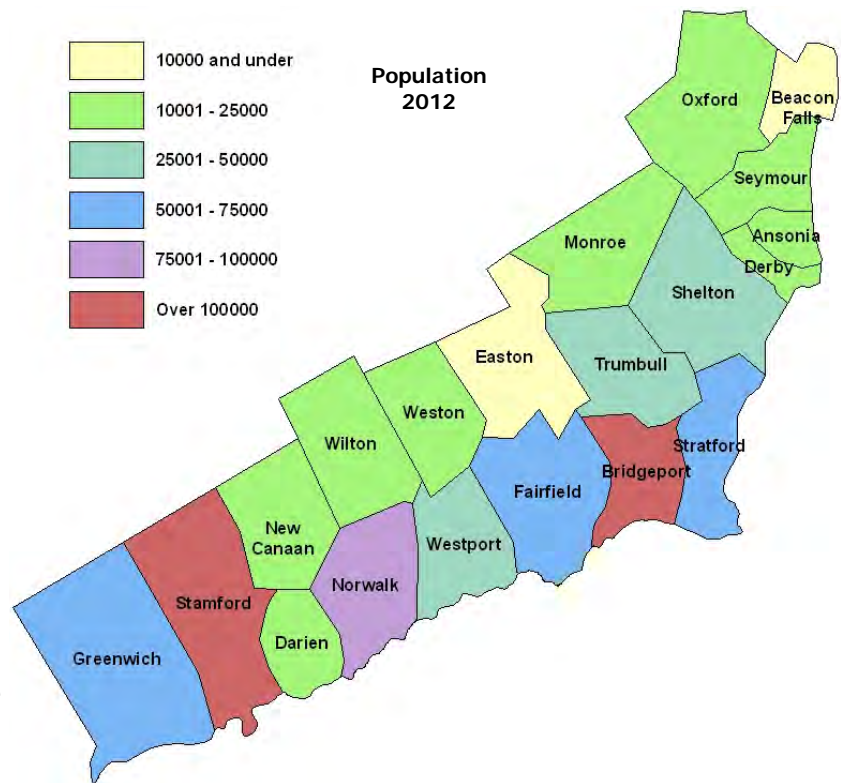 Population
2012
10000 and under
10001 - 25000
25001 - 50000
50001 - 75000
75001 - 100000
Over 100000
Oxford
Beacon
Falls
Seymour
Ansonia
Derby
Monroe
Shelton
Easton
Trumbull
Weston
Wilton
Stratford
Bridgeport
Fairfield
New
Canaan
Westport
Norwalk
Stamford
Darien
Greenwich